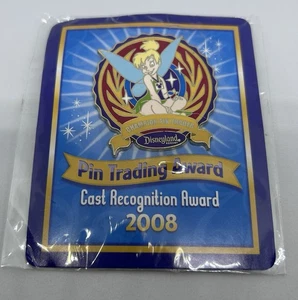 Disneyland
Pin Trading Award
Cast Recognition Award
2008